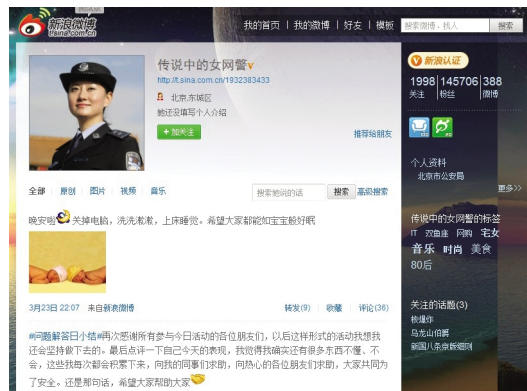 新浪微博
t.sina.com.cn
我的首页 | 我的微博 | 好友 | 模板
搜索微博、找人
搜索
传说中的女网警
http://t.sina.com.cn/1932383433
北京,东城区
她还没填写个人介绍
+ 加关注
推荐给朋友
新浪认证
1998 145706 388
关注 粉丝 微博
个人资料
北京市公安局
更多>>
全部 原创 图片 视频 音乐
搜索她说的话
搜索
高级搜索
晚安啦 关掉电脑，洗洗漱漱，上床睡觉。希望大家都能如宝宝般好眠
3月23日 22:07 来自新浪微博
转发(9) 收藏 评论(36)
#问题解答日小结#再次感谢所有参与今日活动的各位朋友们，以后这样形式的活动我想我
还会坚持做下去的。最后点评一下自己今天的表现，我觉得我确实还有很多东西不懂、不
会，这些我每次都会积累下来，向我的同事们求助，向热心的各位朋友们求助，大家共同为
了安全。还是那句话，希望大家帮助大家
传说中的女网警的标签
IT 双鱼座 网购 宅女
音乐 时尚 美食
80后
关注的话题(3)
核爆炸
乌龙山伯爵
新国八条京版细则